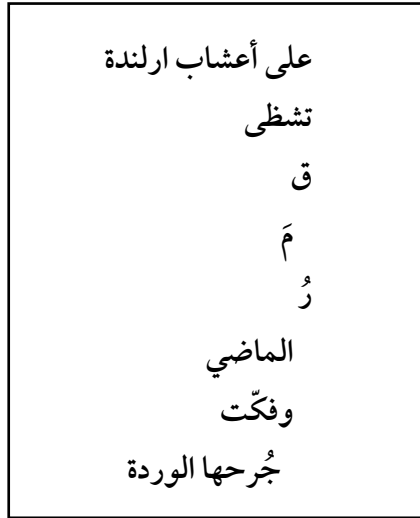 على أعشاب ارلندة
تشظى
ق
مَ
رُ
الماضي
وفكّت
جُرحها الوردة